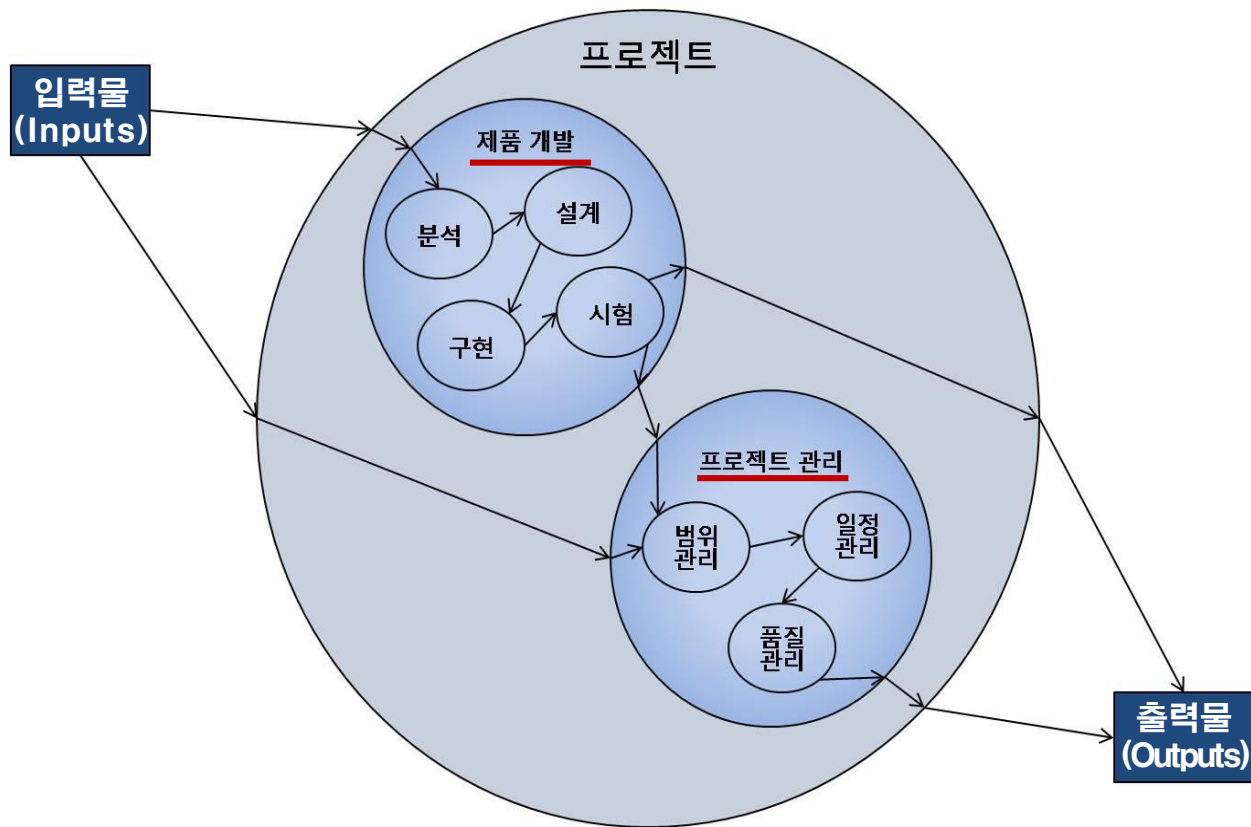 프로젝트
입력물
(Inputs)
제품 개발
설계
분석
시험
구현
프로젝트 관리
일정
관리
범위
관리
품질
관리
출력물
(Outputs)